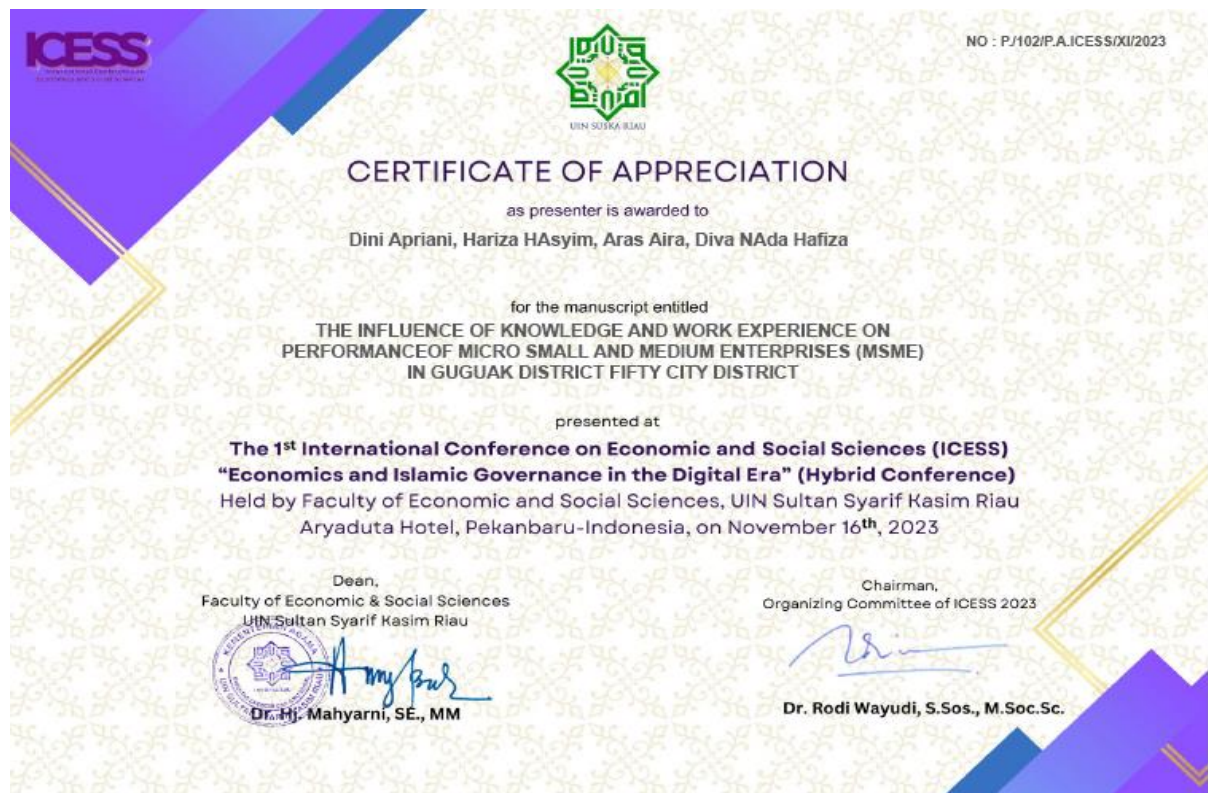 ICESS
NO : P./102/P.A.ICESS/XI/2023
UIN SUSKA RIAU
CERTIFICATE OF APPRECIATION
as presenter is awarded to
Dini Apriani, Hariza HAsyim, Aras Aira, Diva NAda Hafiza
for the manuscript entitled
THE INFLUENCE OF KNOWLEDGE AND WORK EXPERIENCE ON
PERFORMANCEOF MICRO SMALL AND MEDIUM ENTERPRISES (MSME)
IN GUGUAK DISTRICT FIFTY CITY DISTRICT
presented at
The 1st International Conference on Economic and Social Sciences (ICESS)
“Economics and Islamic Governance in the Digital Era” (Hybrid Conference)
Held by Faculty of Economic and Social Sciences, UIN Sultan Syarif Kasim Riau
Aryaduta Hotel, Pekanbaru-Indonesia, on November 16th, 2023
Dean,
Faculty of Economic & Social Sciences
UIN Sultan Syarif Kasim Riau
KEMENTERIAN AGAMA
Dr. Hj. Mahyarni, SE., MM
Chairman,
Organizing Committee of ICESS 2023
Dr. Rodi Wayudi, S.Sos., M.Soc.Sc.